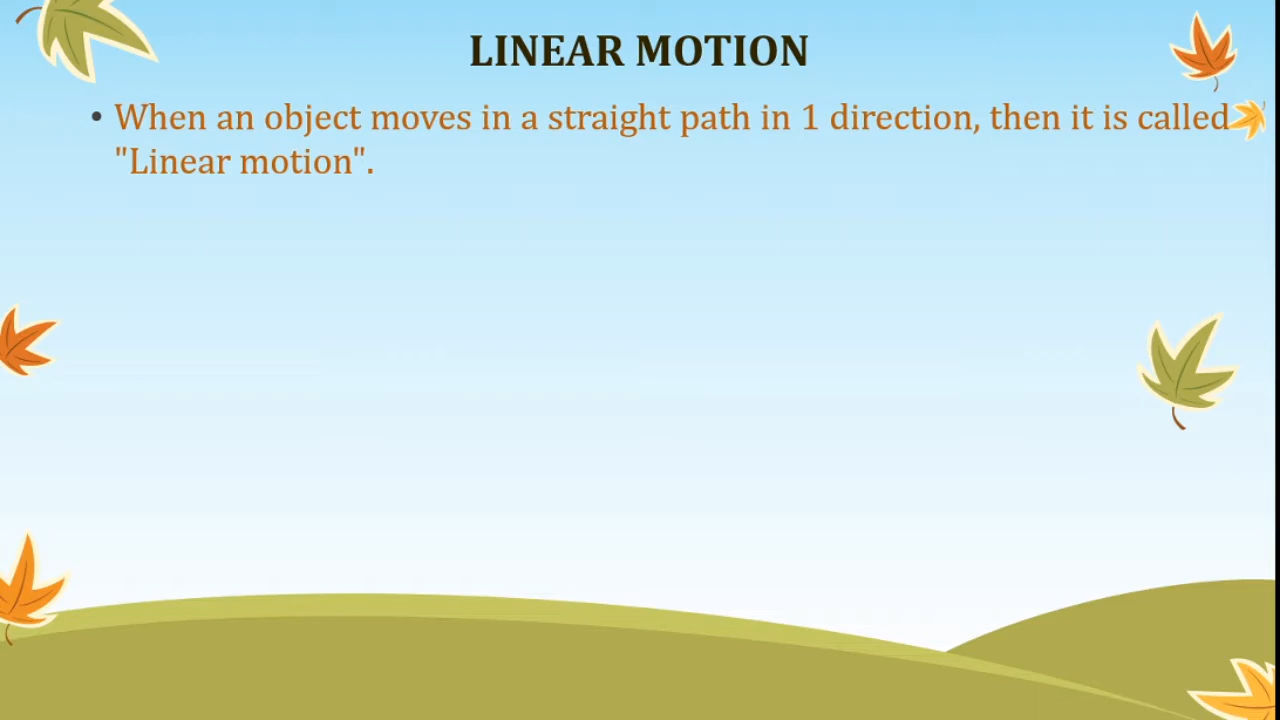 LINEAR MOTION
• When an object moves in a straight path in 1 direction, then it is called
"Linear motion".